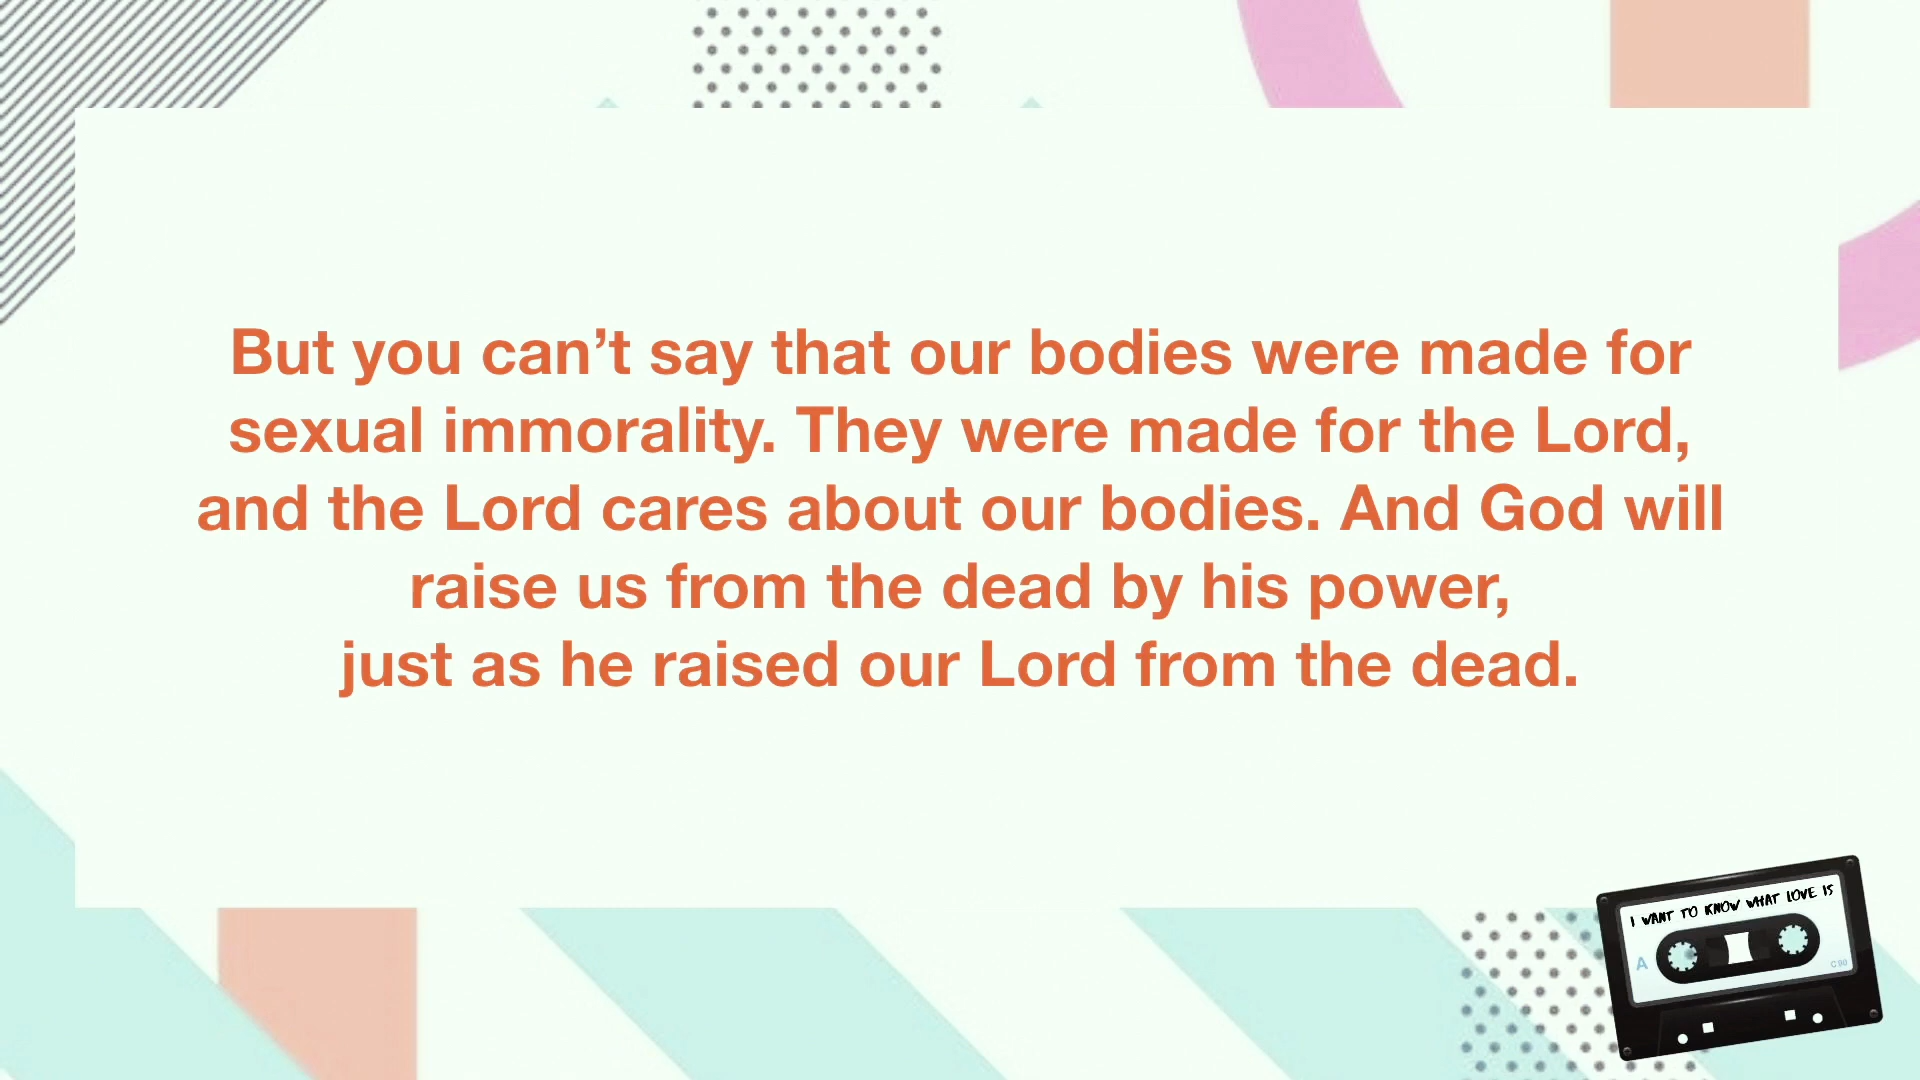 But you can’t say that our bodies were made for
sexual immorality. They were made for the Lord,
and the Lord cares about our bodies. And God will
raise us from the dead by his power,
just as he raised our Lord from the dead.
I WANT TO KNOW WHAT LOVE IS
A
C90